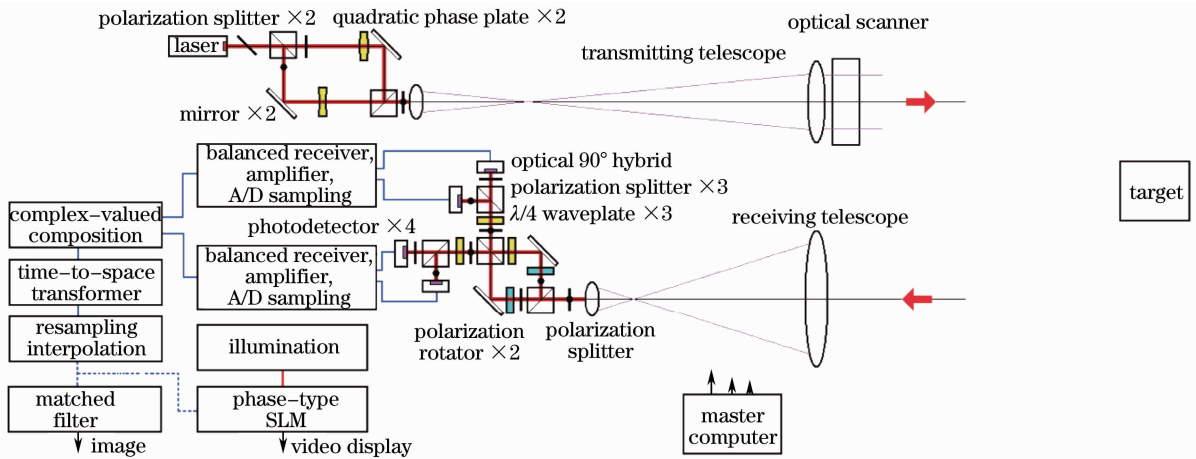 polarization splitter ×2
quadratic phase plate ×2
optical scanner
laser
transmitting telescope
mirror ×2
balanced receiver,
amplifier,
A/D sampling
optical 90° hybrid
polarization splitter ×3
λ/4 waveplate ×3
target
complex-valued
composition
photodetector ×4
receiving telescope
balanced receiver,
amplifier,
A/D sampling
time-to-space
transformer
resampling
interpolation
illumination
polarization
rotator ×2
polarization
splitter
matched
filter
phase-type
SLM
master
computer
image
video display